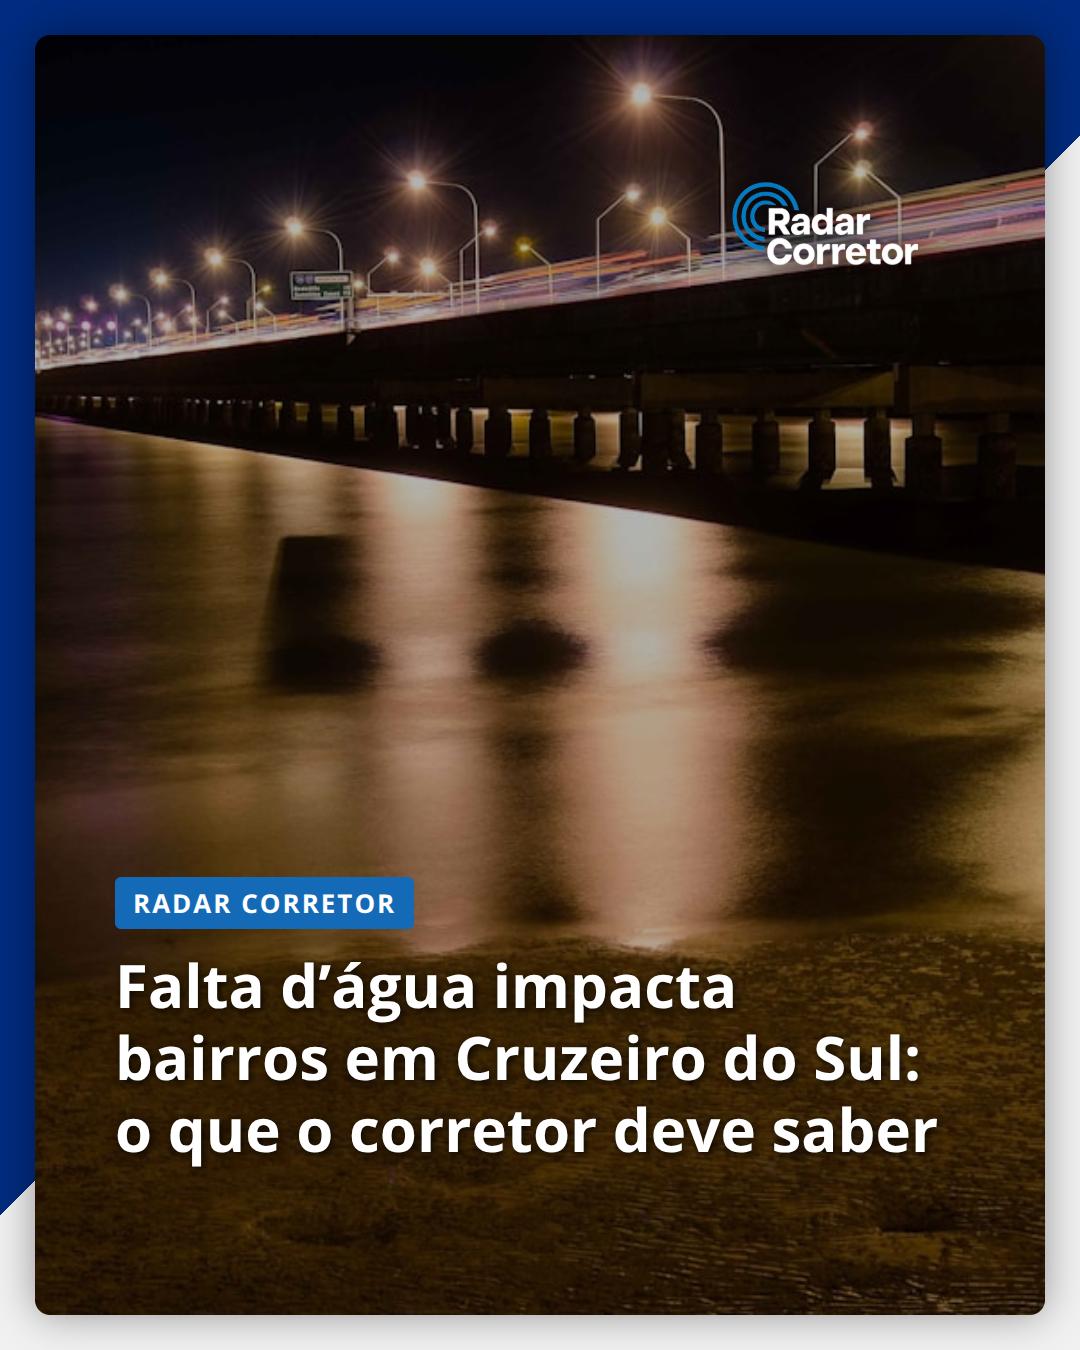 Radar
Corretor
RADAR CORRETOR
Falta d’água impacta
bairros em Cruzeiro do Sul:
o que o corretor deve saber